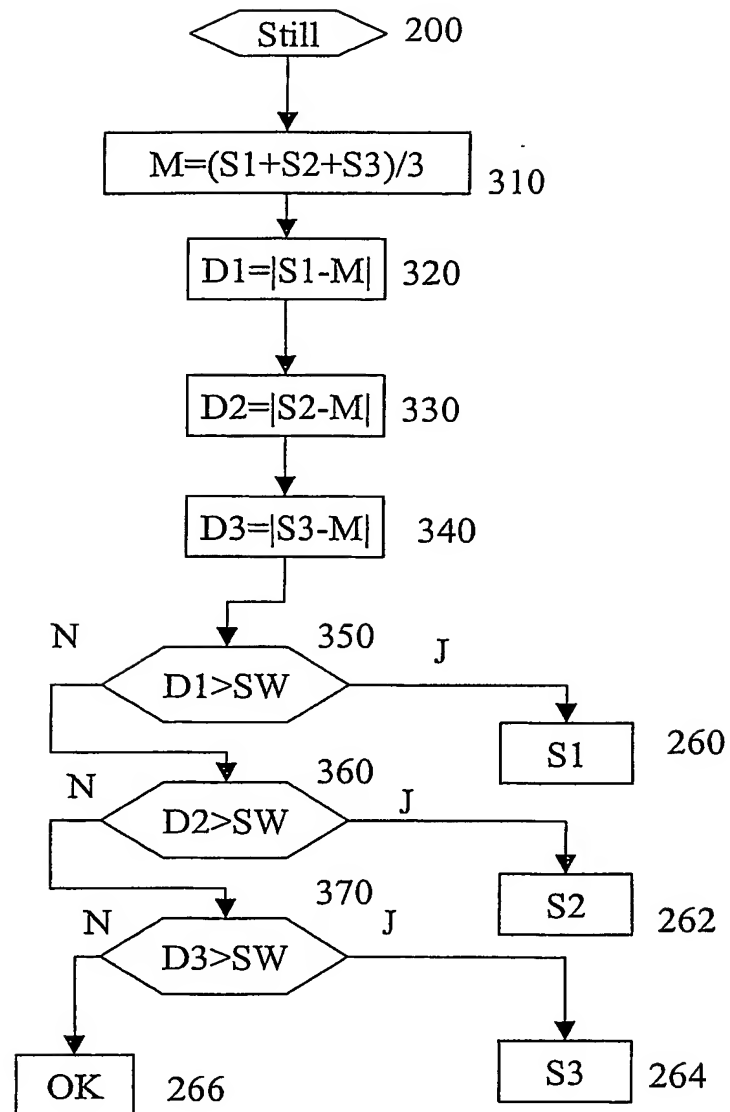 Still 200
M=(S1+S2+S3)/3 310
D1=|S1-M| 320
D2=|S2-M| 330
D3=|S3-M| 340
N 350 J
D1>SW
S1 260
N 360 J
D2>SW
S2 262
N 370 J
D3>SW
OK 266
S3 264